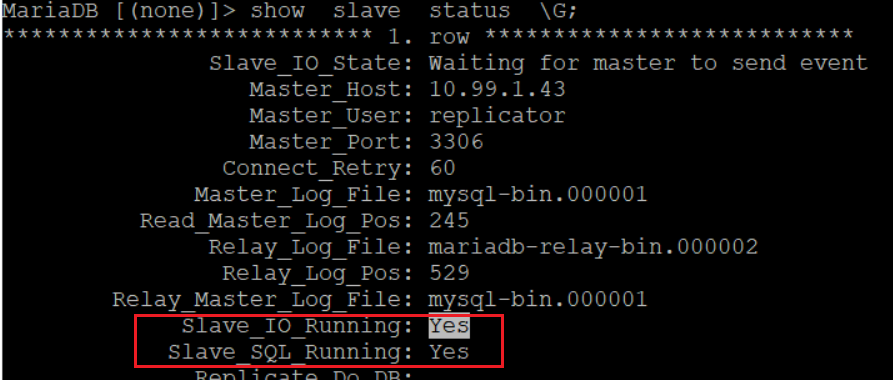 MariaDB [(none)]> show  slave  status  \G;
*************************** 1. row ***************************
Slave_IO_State: Waiting for master to send event
Master_Host: 10.99.1.43
Master_User: replicator
Master_Port: 3306
Connect_Retry: 60
Master_Log_File: mysql-bin.000001
Read_Master_Log_Pos: 245
Relay_Log_File: mariadb-relay-bin.000002
Relay_Log_Pos: 529
Relay_Master_Log_File: mysql-bin.000001
Slave_IO_Running: Yes
Slave_SQL_Running: Yes
Replicate_Do_DB: